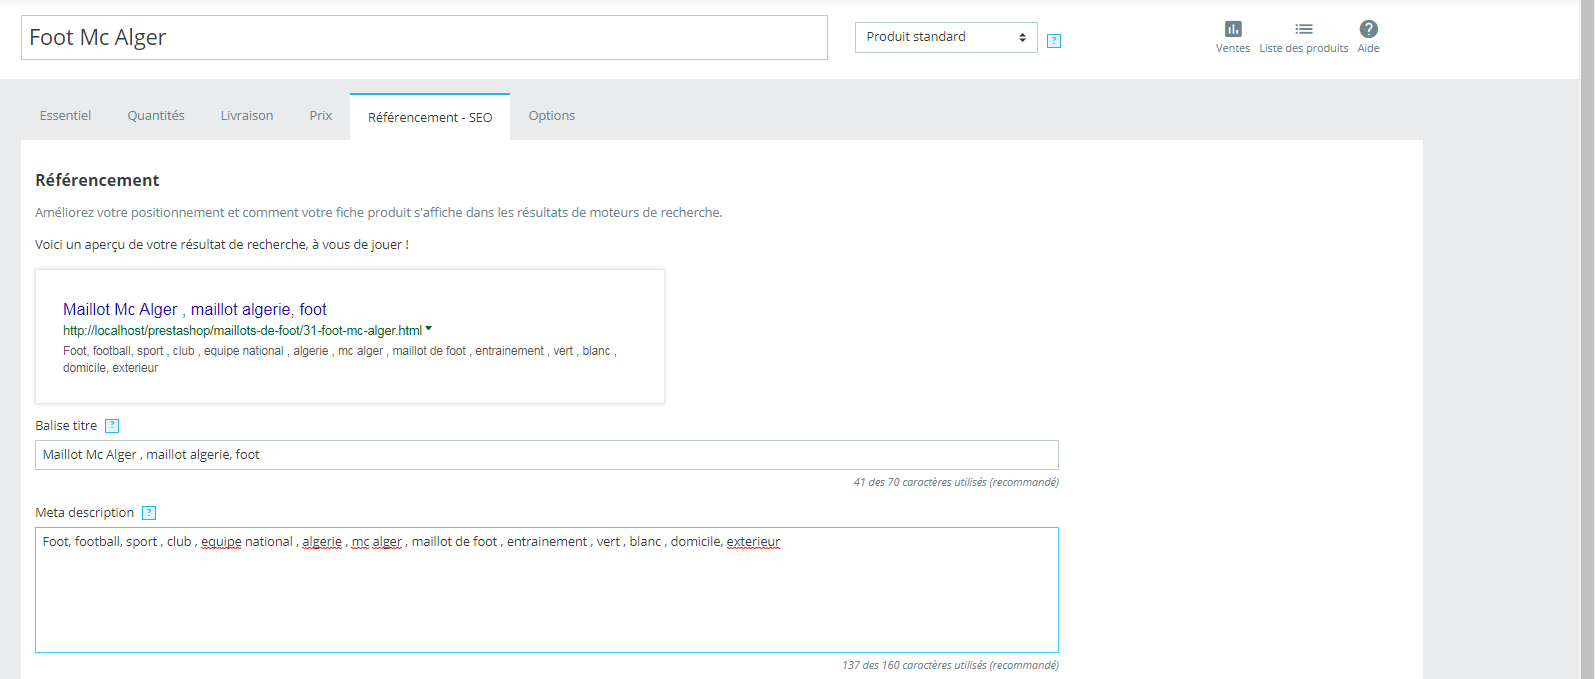 Foot Mc Alger
Produit standard
?
Ventes
Liste des produits
?
Aide
Essentiel
Quantités
Livraison
Prix
Référencement - SEO
Options
Référencement
Améliorez votre positionnement et comment votre fiche produit s'affiche dans les résultats de moteurs de recherche.
Voici un aperçu de votre résultat de recherche, à vous de jouer !
Maillot Mc Alger , maillot algerie, foot
http://localhost/prestashop/maillots-de-foot/31-foot-mc-alger.html
Foot, football, sport , club , equipe national , algerie , mc alger , maillot de foot , entrainement , vert , blanc ,
domicile, exterieur
Balise titre ?
Maillot Mc Alger , maillot algerie, foot
41 des 70 caractères utilisés (recommandé)
Meta description ?
Foot, football, sport , club , equipe national , algerie , mc alger , maillot de foot , entrainement , vert , blanc , domicile, exterieur
137 des 160 caractères utilisés (recommandé)